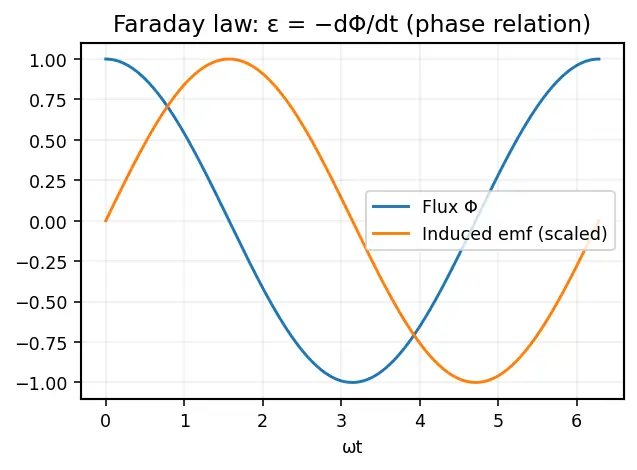 Faraday law: ε = −dΦ/dt (phase relation)
1.00
0.75
0.50
0.25
0.00
−0.25
−0.50
−0.75
−1.00
Flux Φ
Induced emf (scaled)
0 1 2 3 4 5 6
ωt